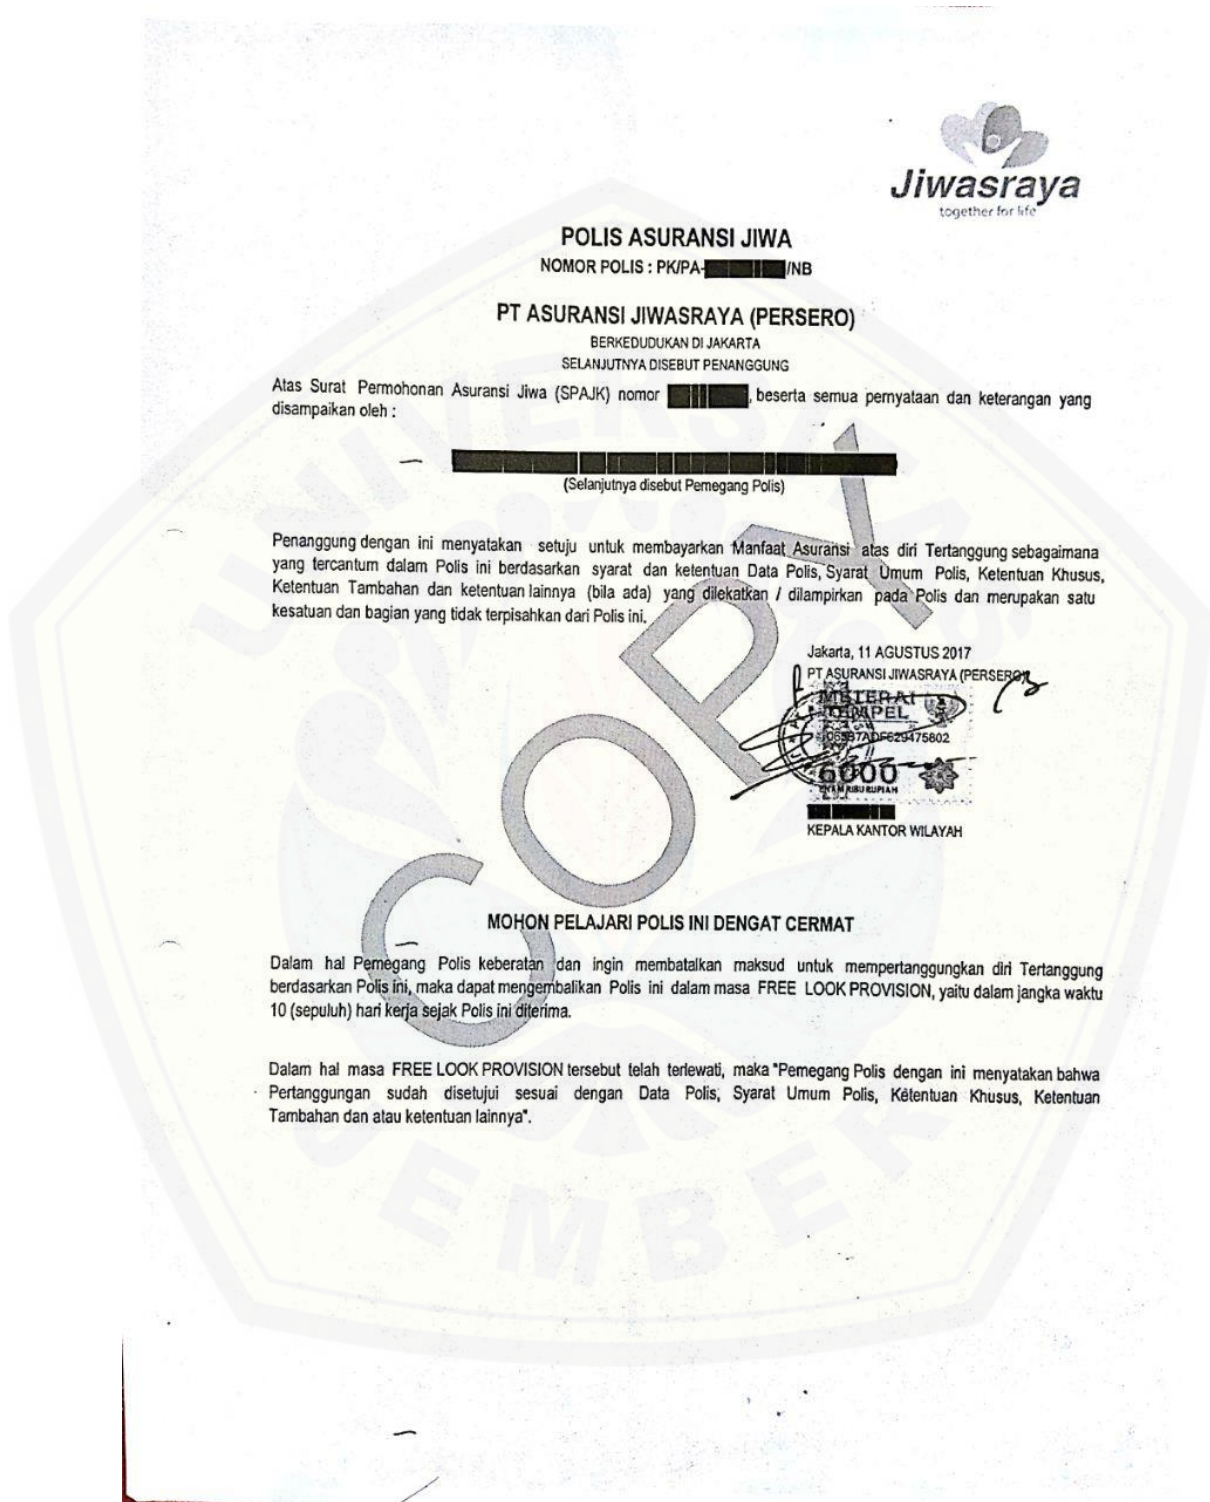 Jiwasraya
together for life
POLIS ASURANSI JIWA
NOMOR POLIS : PK/PA- /NB
PT ASURANSI JIWASRAYA (PERSERO)
BERKEDUDUKAN DI JAKARTA
SELANJUTNYA DISEBUT PENANGGUNG
Atas Surat Permohonan Asuransi Jiwa (SPAJK) nomor , beserta semua pernyataan dan keterangan yang
disampaikan oleh :
(Selanjutnya disebut Pemegang Polis)
Penanggung dengan ini menyatakan setuju untuk membayarkan Manfaat Asuransi atas diri Tertanggung sebagaimana
yang tercantum dalam Polis ini berdasarkan syarat dan ketentuan Data Polis, Syarat Umum Polis, Ketentuan Khusus,
Ketentuan Tambahan dan ketentuan lainnya (bila ada) yang dilekatkan / dilampirkan pada Polis dan merupakan satu
kesatuan dan bagian yang tidak terpisahkan dari Polis ini.
Jakarta, 11 AGUSTUS 2017
PT ASURANSI JIWASRAYA (PERSERO)
METERAI
TEMPEL
6000
ENAM RIBU RUPIAH
KEPALA KANTOR WILAYAH
COPY
MOHON PELAJARI POLIS INI DENGAT CERMAT
Dalam hal Pemegang Polis keberatan dan ingin membatalkan maksud untuk mempertanggungkan diri Tertanggung
berdasarkan Polis ini, maka dapat mengembalikan Polis ini dalam masa FREE LOOK PROVISION, yaitu dalam jangka waktu
10 (sepuluh) hari kerja sejak Polis ini diterima.
Dalam hal masa FREE LOOK PROVISION tersebut telah terlewati, maka "Pemegang Polis dengan ini menyatakan bahwa
Pertanggungan sudah disetujui sesuai dengan Data Polis, Syarat Umum Polis, Ketentuan Khusus, Ketentuan
Tambahan dan atau ketentuan lainnya".
UNIVERSITAS
JEMBER